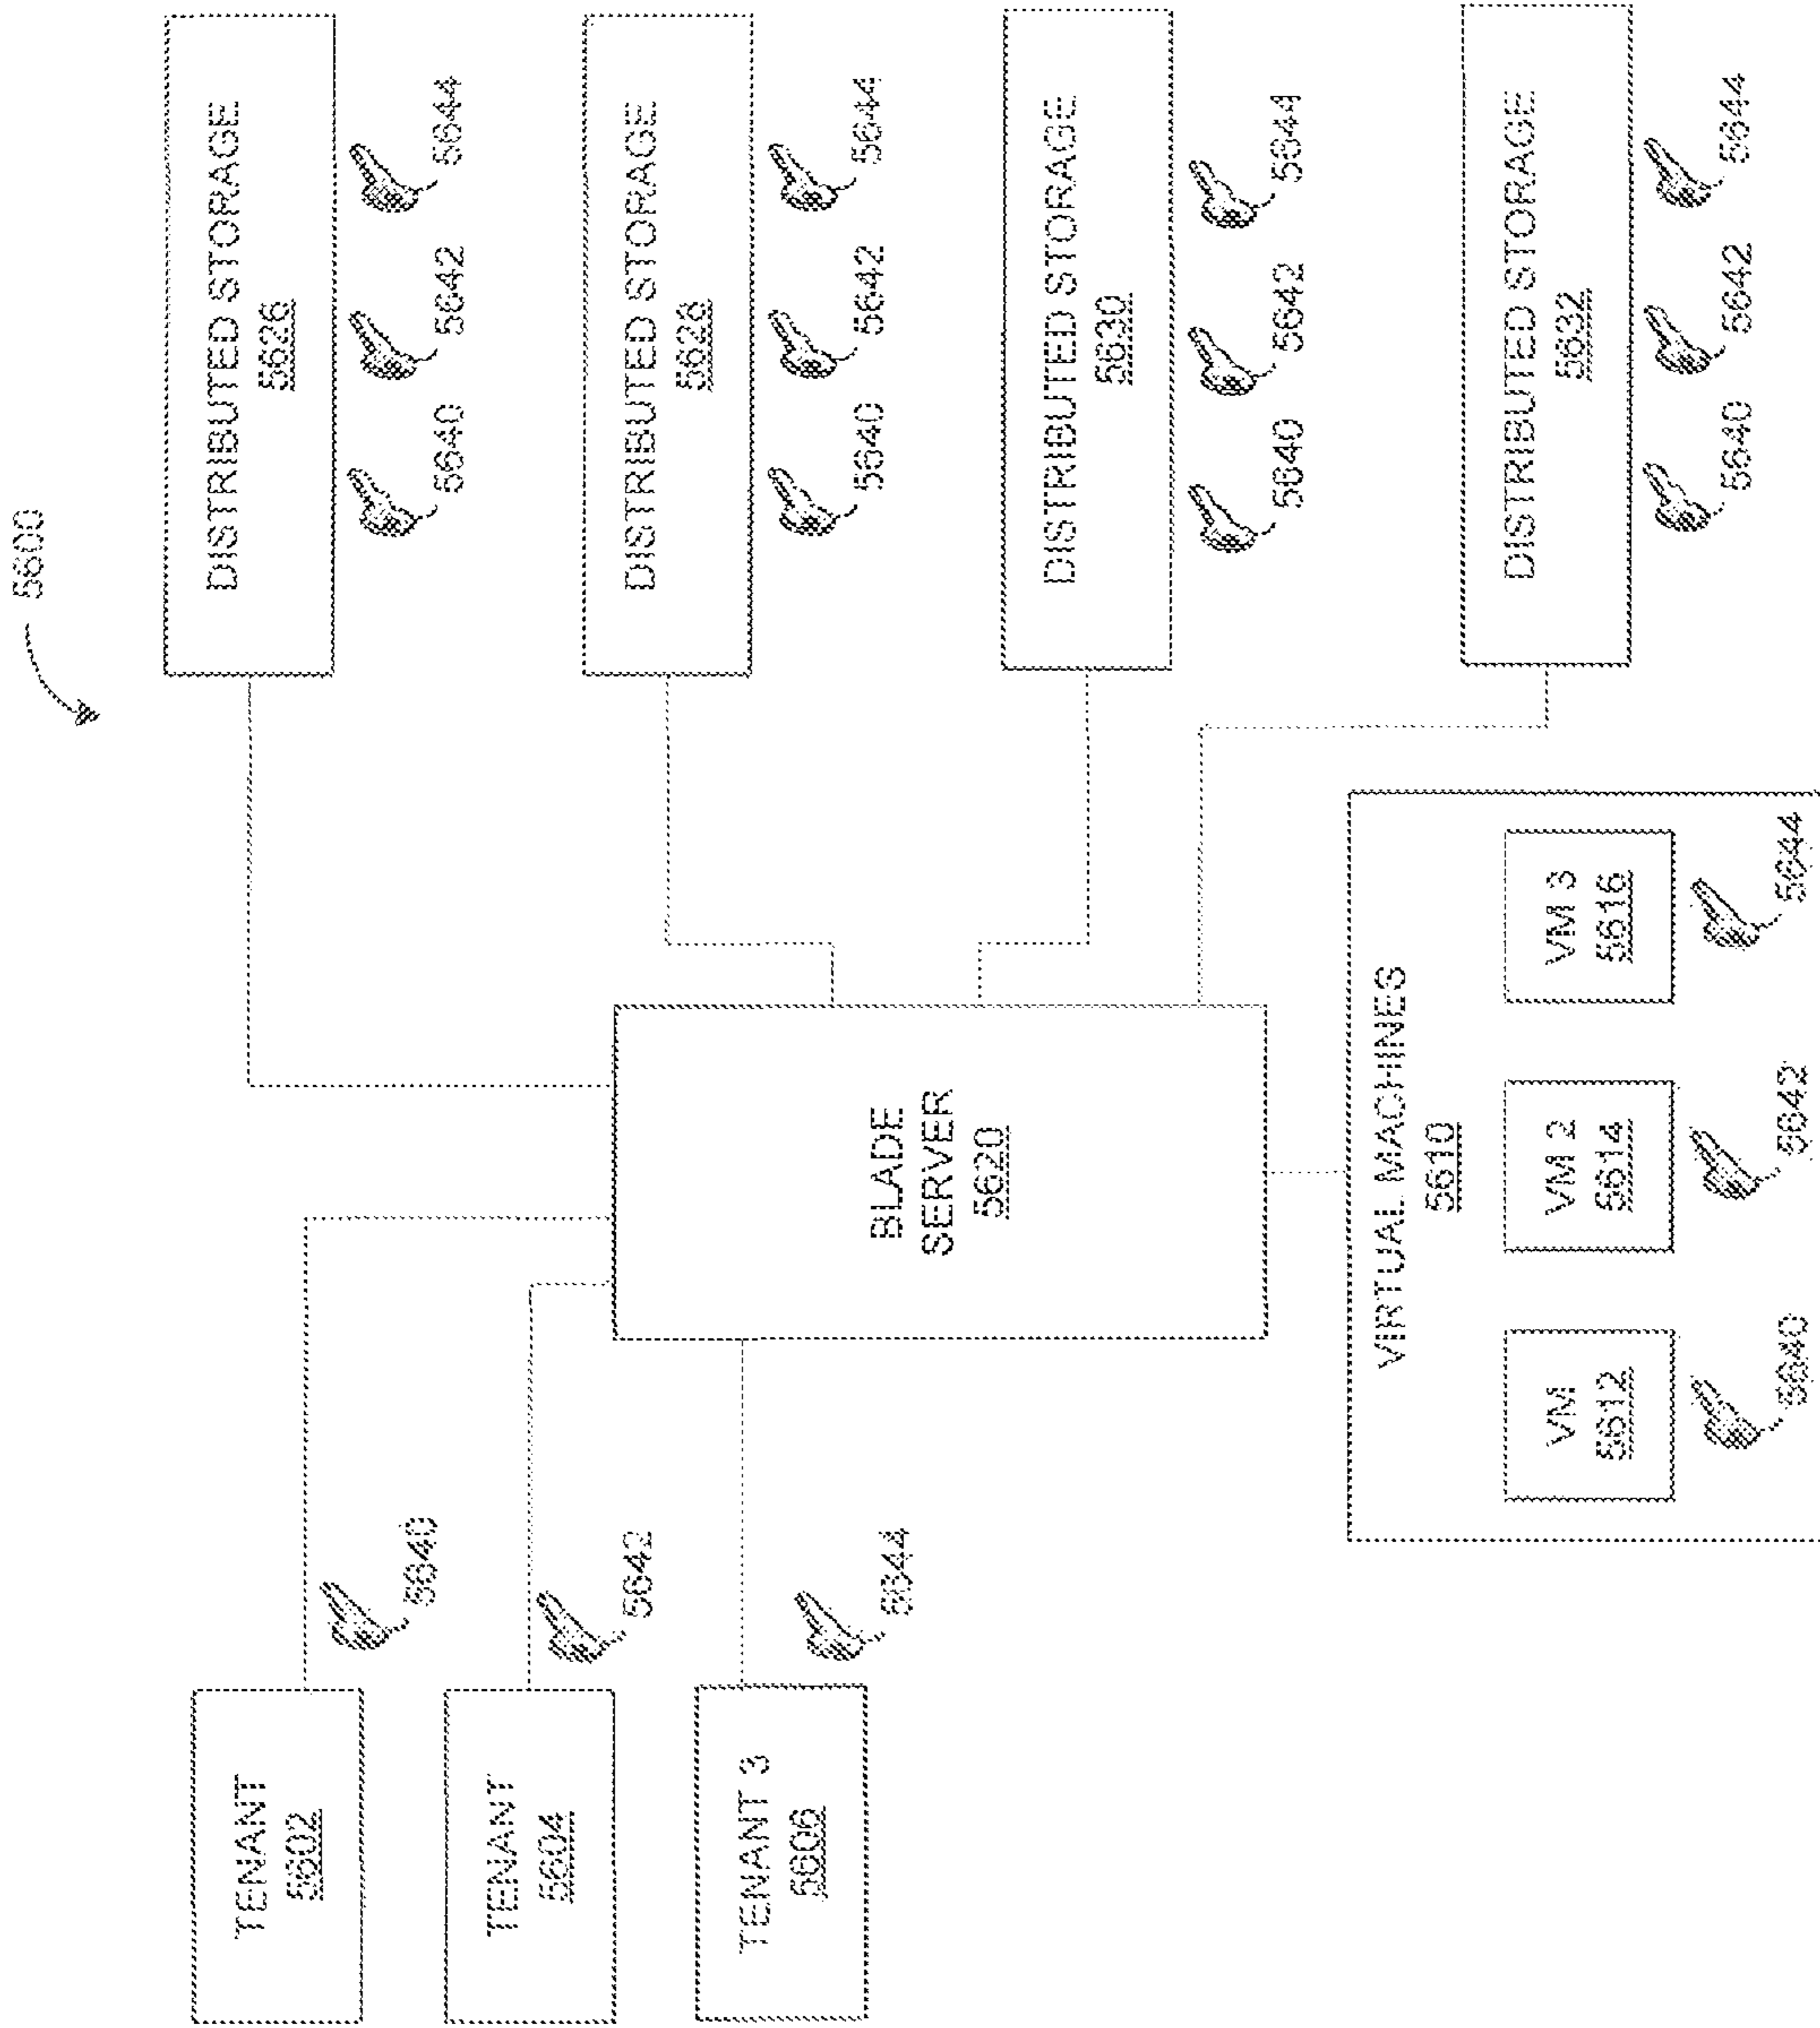 5600
TENANT
5602
TENANT
5604
TENANT 3
5606
5640
5642
5644
BLADE
SERVER
5620
VIRTUAL MACHINES
5610
VM
5612
VM 2
5614
VM 3
5616
5640
5642
5644
DISTRIBUTED STORAGE
5626
5640
5642
5644
DISTRIBUTED STORAGE
5628
5640
5642
5644
DISTRIBUTED STORAGE
5630
5640
5642
5644
DISTRIBUTED STORAGE
5632
5640
5642
5644